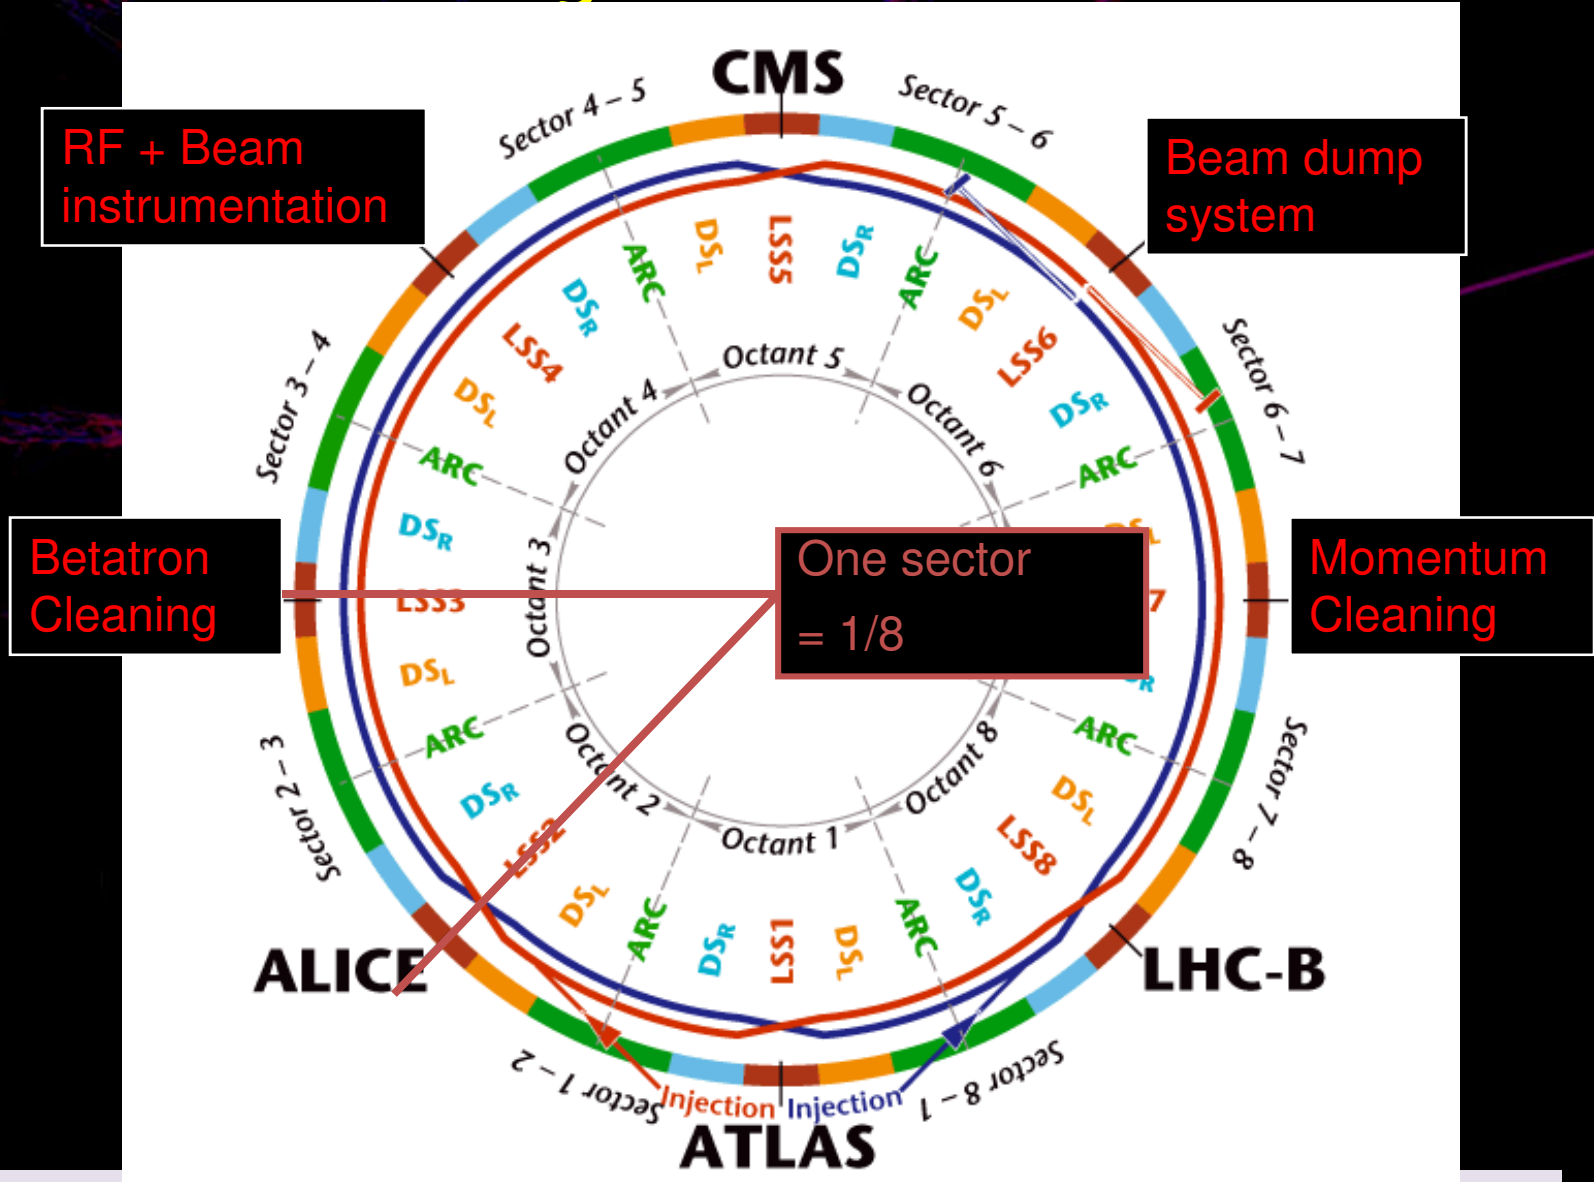 CMS
Sector 4 – 5
Sector 5 – 6
RF + Beam
instrumentation
Beam dump
system
ARC
DSL
LSS5
DSR
ARC
DSR
DSL
LSS4
LSS6
Octant 5
Sector 3 – 4
Sector 6 – 7
DSL
Octant 4
Octant 6
DSR
ARC
ARC
DSR
Betatron
Cleaning
LSS3
Octant 3
One sector
= 1/8
7
Momentum
Cleaning
DSL
ARC
Octant 2
Octant 8
ARC
Sector 2 – 3
Sector 7 – 8
DSR
DSL
Octant 1
LSS2
LSS8
DSL
DSR
ARC
DSR
LSS1
DSL
ARC
ALICE
LHC-B
Sector 1 – 2
Sector 8 – 1
Injection
Injection
ATLAS